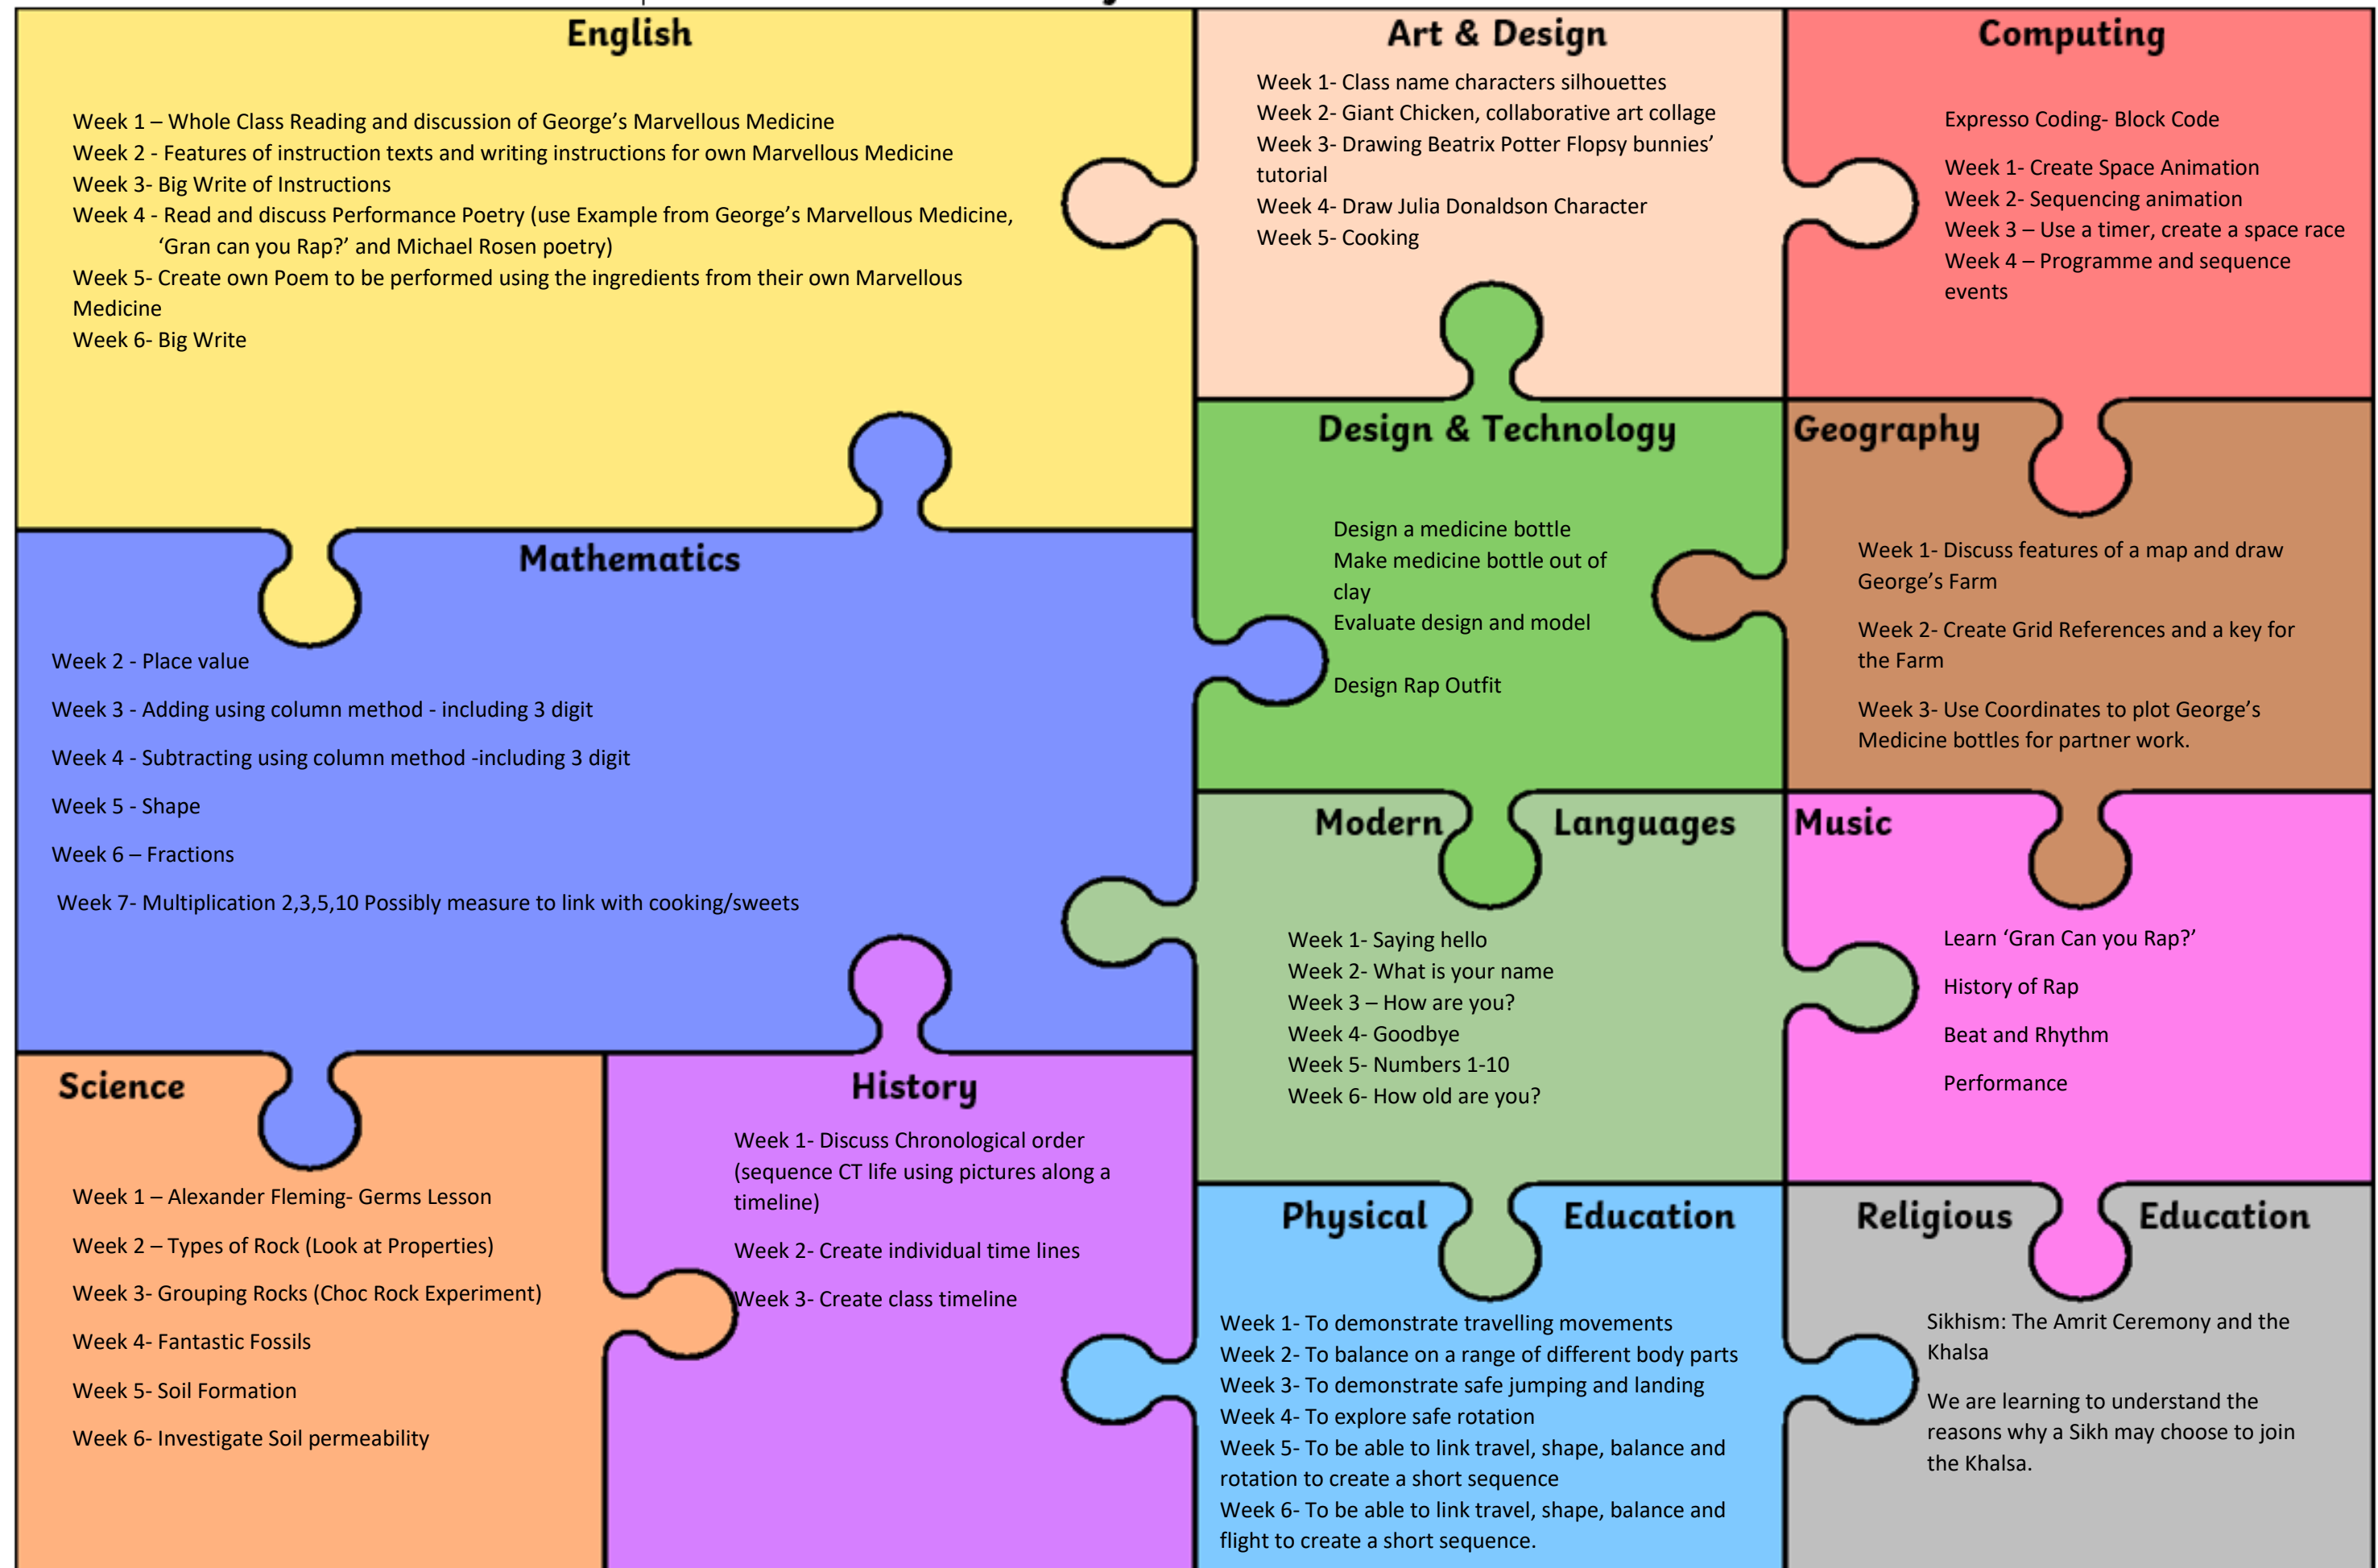 English
Week 1 – Whole Class Reading and discussion of George’s Marvellous Medicine
Week 2 - Features of instruction texts and writing instructions for own Marvellous Medicine
Week 3- Big Write of Instructions
Week 4 - Read and discuss Performance Poetry (use Example from George’s Marvellous Medicine,
‘Gran can you Rap?’ and Michael Rosen poetry)
Week 5- Create own Poem to be performed using the ingredients from their own Marvellous
Medicine
Week 6- Big Write
Art & Design
Week 1- Class name characters silhouettes
Week 2- Giant Chicken, collaborative art collage
Week 3- Drawing Beatrix Potter Flopsy bunnies’
tutorial
Week 4- Draw Julia Donaldson Character
Week 5- Cooking
Computing
Expresso Coding- Block Code
Week 1- Create Space Animation
Week 2- Sequencing animation
Week 3 – Use a timer, create a space race
Week 4 – Programme and sequence
events
Mathematics
Week 2 - Place value
Week 3 - Adding using column method - including 3 digit
Week 4 - Subtracting using column method -including 3 digit
Week 5 - Shape
Week 6 – Fractions
Week 7- Multiplication 2,3,5,10 Possibly measure to link with cooking/sweets
Design & Technology
Design a medicine bottle
Make medicine bottle out of
clay
Evaluate design and model
Design Rap Outfit
Geography
Week 1- Discuss features of a map and draw
George’s Farm
Week 2- Create Grid References and a key for
the Farm
Week 3- Use Coordinates to plot George’s
Medicine bottles for partner work.
Modern Languages
Week 1- Saying hello
Week 2- What is your name
Week 3 – How are you?
Week 4- Goodbye
Week 5- Numbers 1-10
Week 6- How old are you?
Music
Learn ‘Gran Can you Rap?’
History of Rap
Beat and Rhythm
Performance
Science
Week 1 – Alexander Fleming- Germs Lesson
Week 2 – Types of Rock (Look at Properties)
Week 3- Grouping Rocks (Choc Rock Experiment)
Week 4- Fantastic Fossils
Week 5- Soil Formation
Week 6- Investigate Soil permeability
History
Week 1- Discuss Chronological order
(sequence CT life using pictures along a
timeline)
Week 2- Create individual time lines
Week 3- Create class timeline
Physical Education
Week 1- To demonstrate travelling movements
Week 2- To balance on a range of different body parts
Week 3- To demonstrate safe jumping and landing
Week 4- To explore safe rotation
Week 5- To be able to link travel, shape, balance and
rotation to create a short sequence
Week 6- To be able to link travel, shape, balance and
flight to create a short sequence.
Religious Education
Sikhism: The Amrit Ceremony and the
Khalsa
We are learning to understand the
reasons why a Sikh may choose to join
the Khalsa.